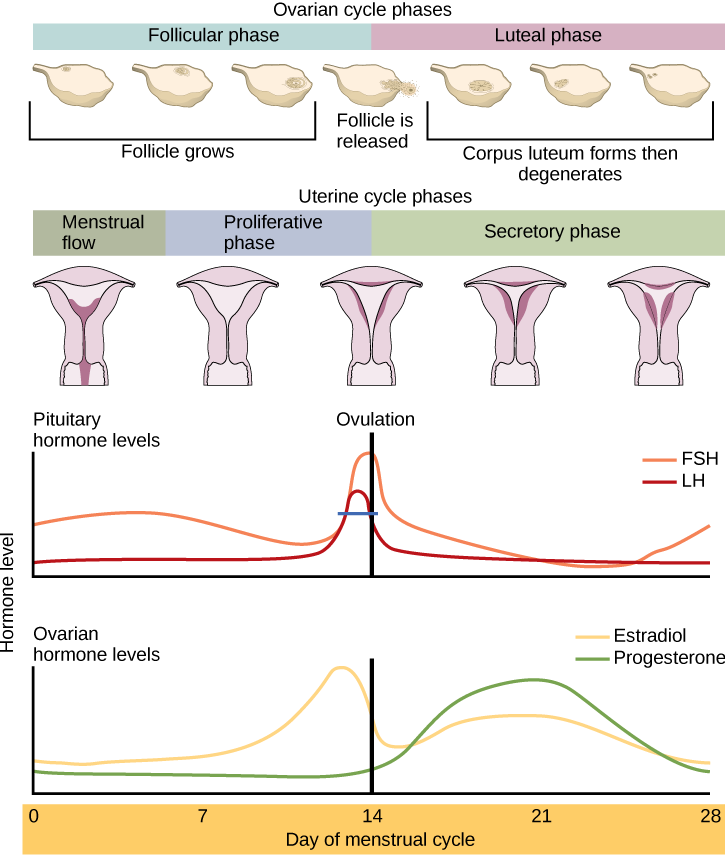 Ovarian cycle phases
Follicular phase
Luteal phase
Follicle grows
Follicle is
released
Corpus luteum forms then
degenerates
Uterine cycle phases
Menstrual
flow
Proliferative
phase
Secretory phase
Pituitary
hormone levels
Ovulation
FSH
LH
Hormone level
Ovarian
hormone levels
Estradiol
Progesterone
0 7 14 21 28
Day of menstrual cycle